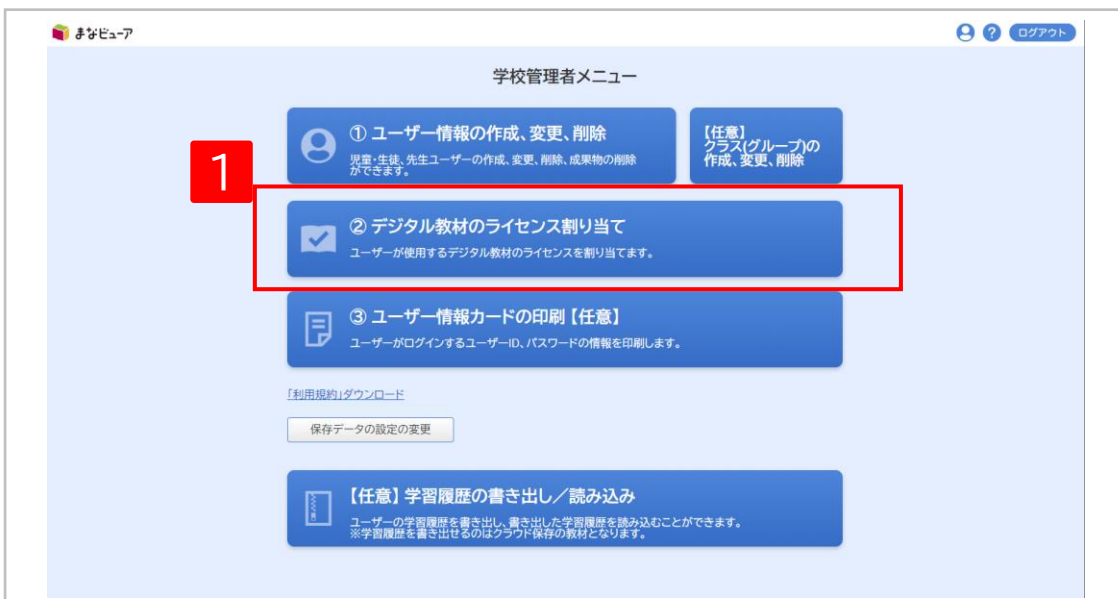 まなビューア
? ログアウト
学校管理者メニュー
① ユーザー情報の作成、変更、削除
児童・生徒、先生ユーザーの作成、変更、削除、成果物の削除
ができます。
【任意】
クラス(グループ)の
作成、変更、削除
1
② デジタル教材のライセンス割り当て
ユーザーが使用するデジタル教材のライセンスを割り当てます。
③ ユーザー情報カードの印刷【任意】
ユーザーがログインするユーザーID、パスワードの情報を印刷します。
「利用規約」ダウンロード
保存データの設定の変更
【任意】学習履歴の書き出し／読み込み
ユーザーの学習履歴を書き出し、書き出した学習履歴を読み込むことができます。
※学習履歴を書き出せるのはクラウド保存の教材となります。